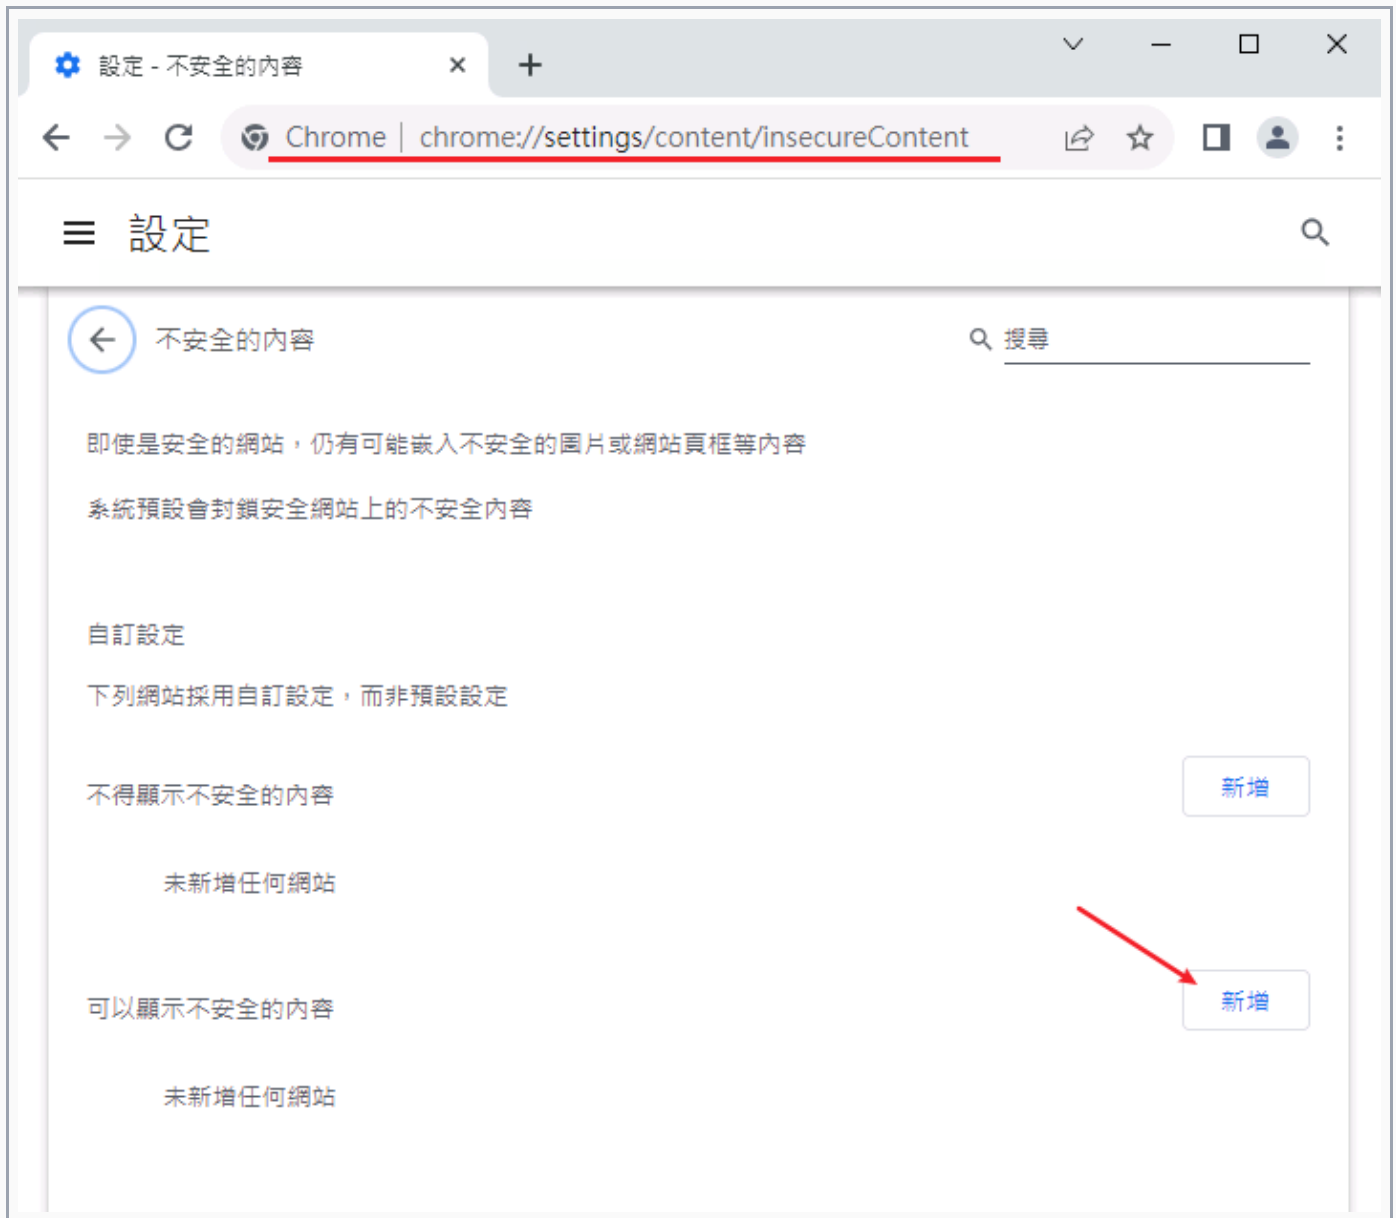 設定 - 不安全的內容
Chrome | chrome://settings/content/insecureContent
設定
不安全的內容
搜尋
即使是安全的網站，仍有可能嵌入不安全的圖片或網站頁框等內容
系統預設會封鎖安全網站上的不安全內容
自訂設定
下列網站採用自訂設定，而非預設設定
不得顯示不安全的內容
新增
未新增任何網站
可以顯示不安全的內容
新增
未新增任何網站